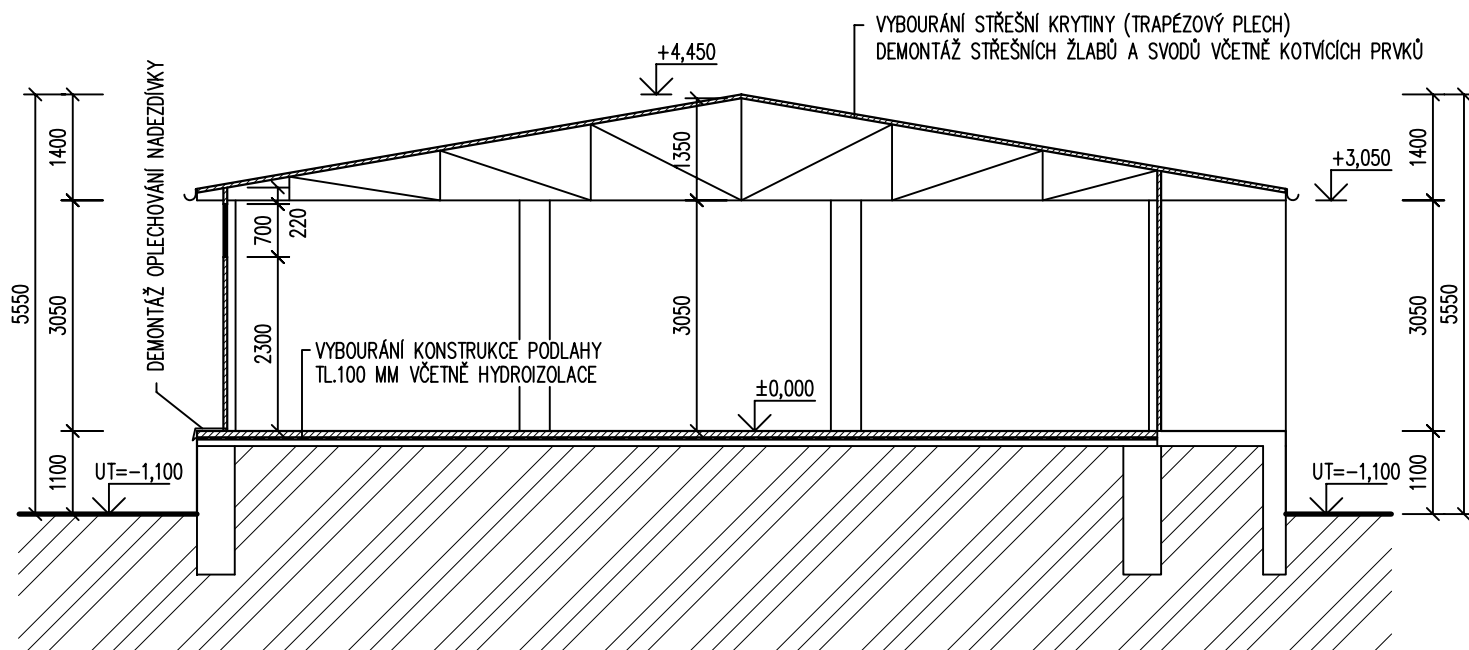 VYBOURÁNÍ STŘEŠNÍ KRYTINY (TRAPÉZOVÝ PLECH)
DEMONTÁŽ STŘEŠNÍCH ŽLABŮ A SVODŮ VČETNĚ KOTVÍCÍCH PRVKŮ
+4,450
DEMONTÁŽ OPLECHOVÁNÍ NADEZDÍVKY
1400
1350
+3,050
1400
700
220
5550
3050
2300
3050
3050
5550
VYBOURÁNÍ KONSTRUKCE PODLAHY
TL.100 MM VČETNĚ HYDROIZOLACE
±0,000
1100
UT=-1,100
UT=-1,100
1100